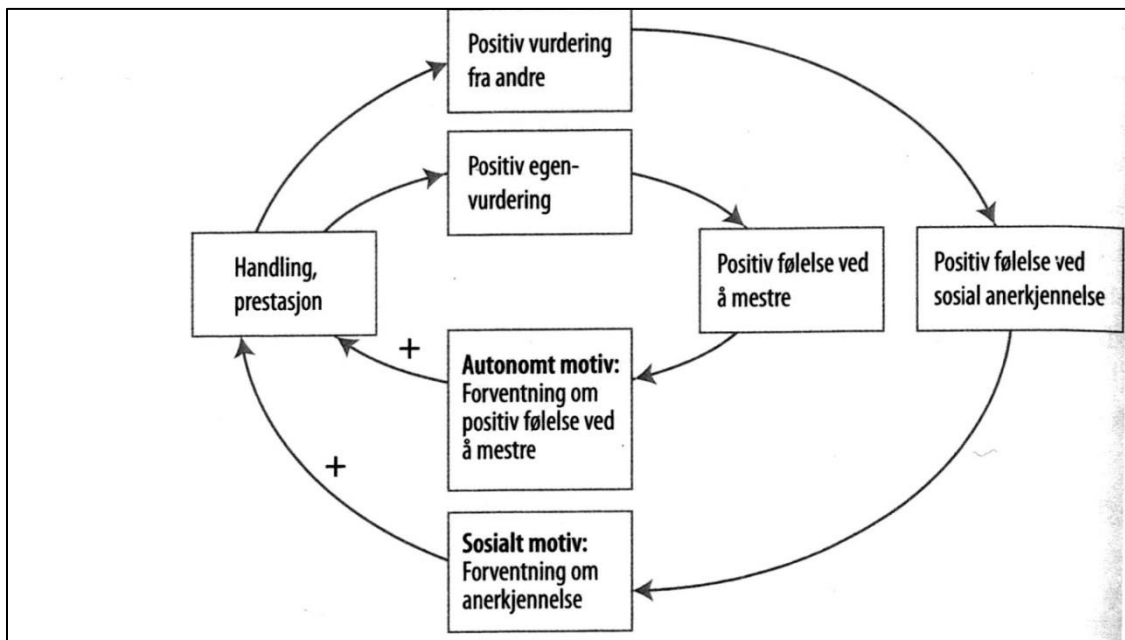 Positiv vurdering
fra andre
Positiv egen-
vurdering
Handling,
prestasjon
Positiv følelse ved
å mestre
Positiv følelse ved
sosial anerkjennelse
+
Autonomt motiv:
Forventning om
positiv følelse ved
å mestre
+
Sosialt motiv:
Forventning om
anerkjennelse